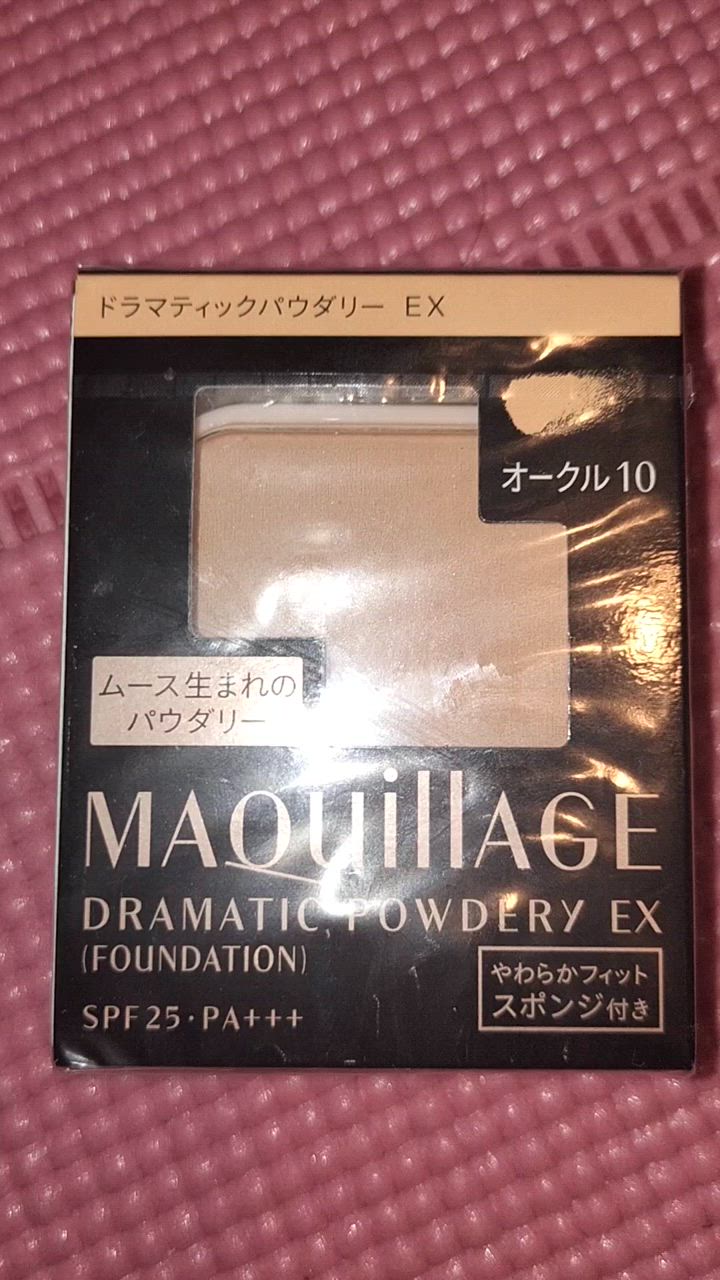 ドラマティックパウダリー EX
オークル10
ムース生まれの
パウダリー
MAQuillAGE
DRAMATIC POWDERY EX
(FOUNDATION)
SPF25・PA+++
やわらかフィット
スポンジ付き